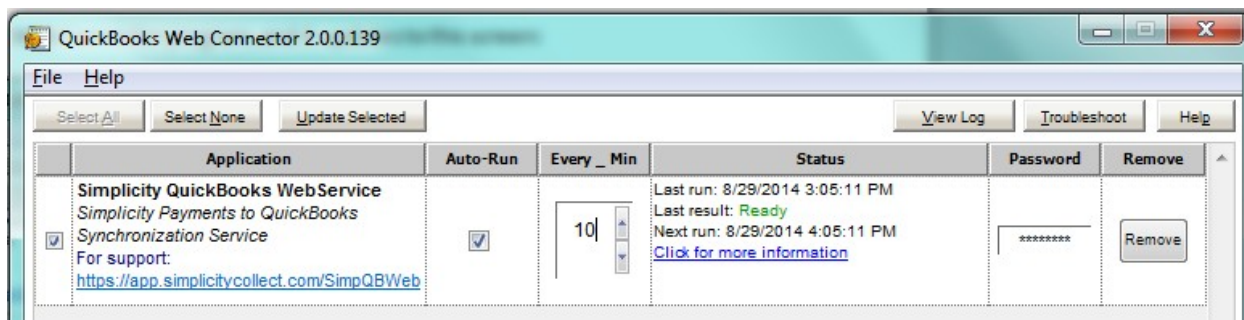 QuickBooks Web Connector 2.0.0.139
File Help
Select All Select None Update Selected View Log Troubleshoot Help
Application Auto-Run Every _ Min Status Password Remove
Simplicity QuickBooks WebService
Simplicity Payments to QuickBooks
Synchronization Service
For support:
https://app.simplicitycollect.com/SimpQBWeb
10
Last run: 8/29/2014 3:05:11 PM
Last result: Ready
Next run: 8/29/2014 4:05:11 PM
Click for more information
********
Remove